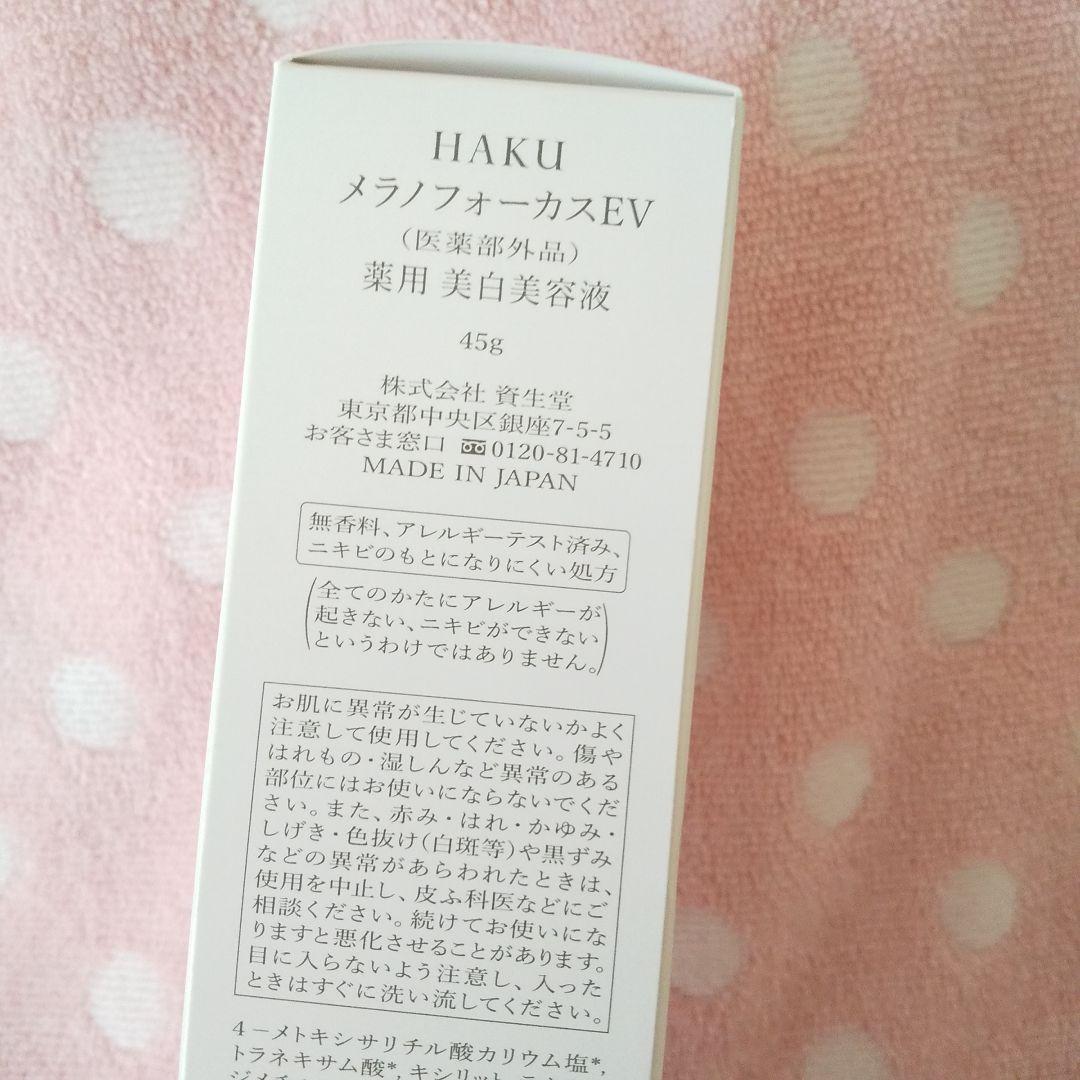 HAKU
メラノフォーカスEV
（医薬部外品）
薬用 美白美容液
45g
株式会社 資生堂
東京都中央区銀座7-5-5
お客さま窓口 0120-81-4710
MADE IN JAPAN
無香料、アレルギーテスト済み、
ニキビのもとになりにくい処方
(全てのかたにアレルギーが
起きない、ニキビができない
というわけではありません。)
お肌に異常が生じていないかよく
注意して使用してください。傷や
はれもの・湿しんなど異常のある
部位にはお使いにならないでくだ
さい。また、赤み・はれ・かゆみ・
しげき・色抜け(白斑等)や黒ずみ
などの異常があらわれたときは、
使用を中止し、皮ふ科医などにご
相談ください。続けてお使いにな
りますと悪化させることがあります。
目に入らないよう注意し、入った
ときはすぐに洗い流してください。
4－メトキシサリチル酸カリウム塩*,
トラネキサム酸*, キシリット,
ジメチ